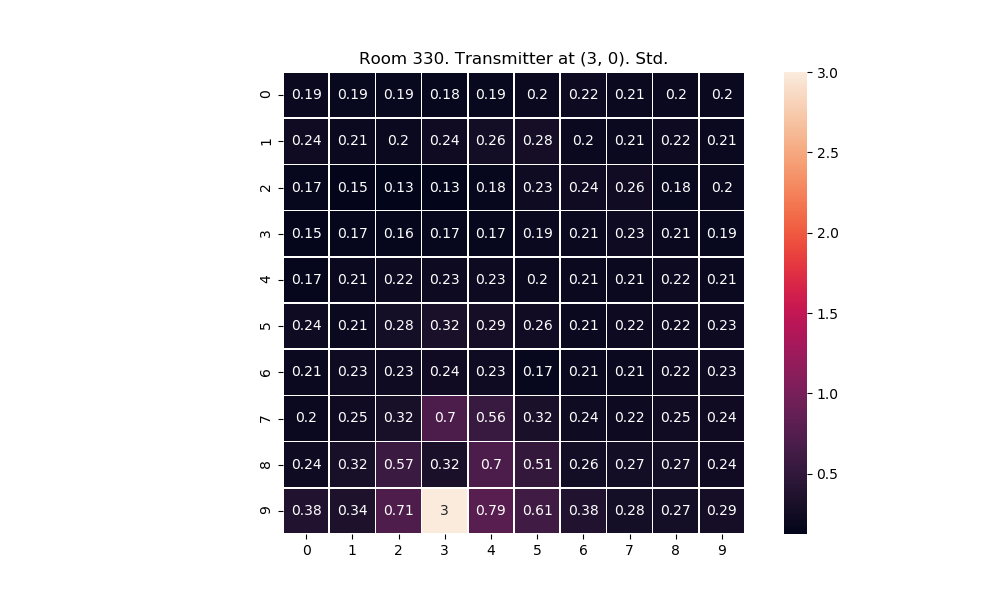 Room 330. Transmitter at (3, 0). Std.
0 0.19 0.19 0.19 0.18 0.19 0.2 0.22 0.21 0.2 0.2
1 0.24 0.21 0.2 0.24 0.26 0.28 0.2 0.21 0.22 0.21
2 0.17 0.15 0.13 0.13 0.18 0.23 0.24 0.26 0.18 0.2
3 0.15 0.17 0.16 0.17 0.17 0.19 0.21 0.23 0.21 0.19
4 0.17 0.21 0.22 0.23 0.23 0.2 0.21 0.21 0.22 0.21
5 0.24 0.21 0.28 0.32 0.29 0.26 0.21 0.22 0.22 0.23
6 0.21 0.23 0.23 0.24 0.23 0.17 0.21 0.21 0.22 0.23
7 0.2 0.25 0.32 0.7 0.56 0.32 0.24 0.22 0.25 0.24
8 0.24 0.32 0.57 0.32 0.7 0.51 0.26 0.27 0.27 0.24
9 0.38 0.34 0.71 3 0.79 0.61 0.38 0.28 0.27 0.29
0 1 2 3 4 5 6 7 8 9
3.0
2.5
2.0
1.5
1.0
0.5